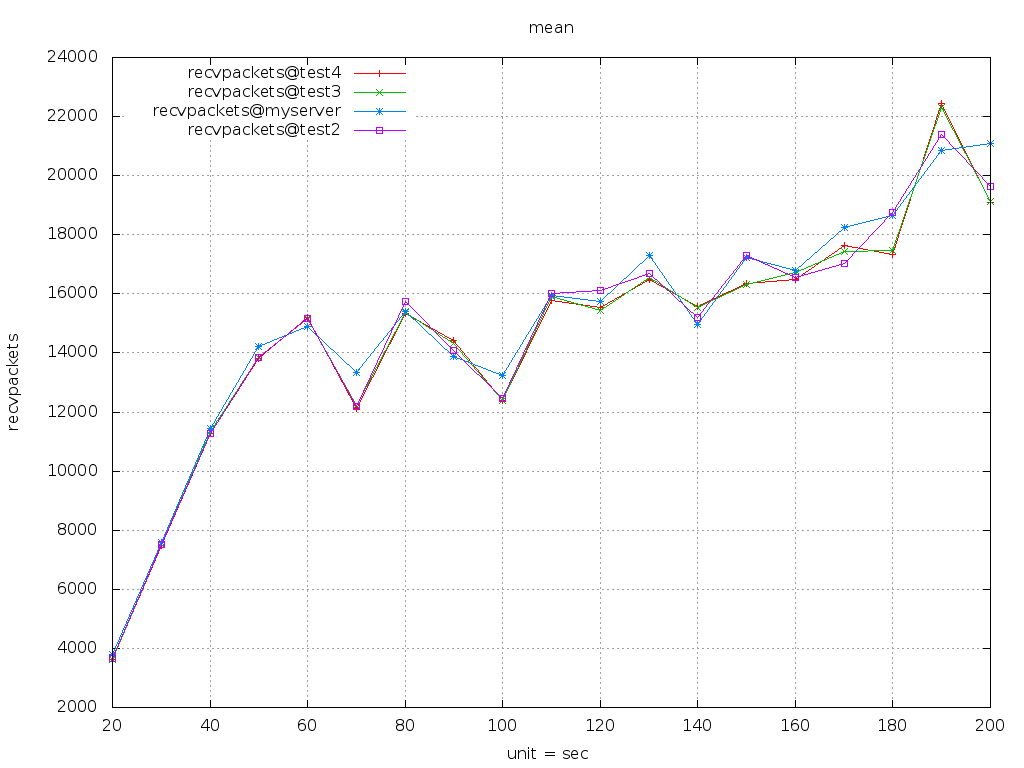 mean
24000
22000
20000
18000
16000
14000
12000
10000
8000
6000
4000
2000
recvpackets
recvpackets@test4
recvpackets@test3
recvpackets@myserver
recvpackets@test2
20 40 60 80 100 120 140 160 180 200
unit = sec